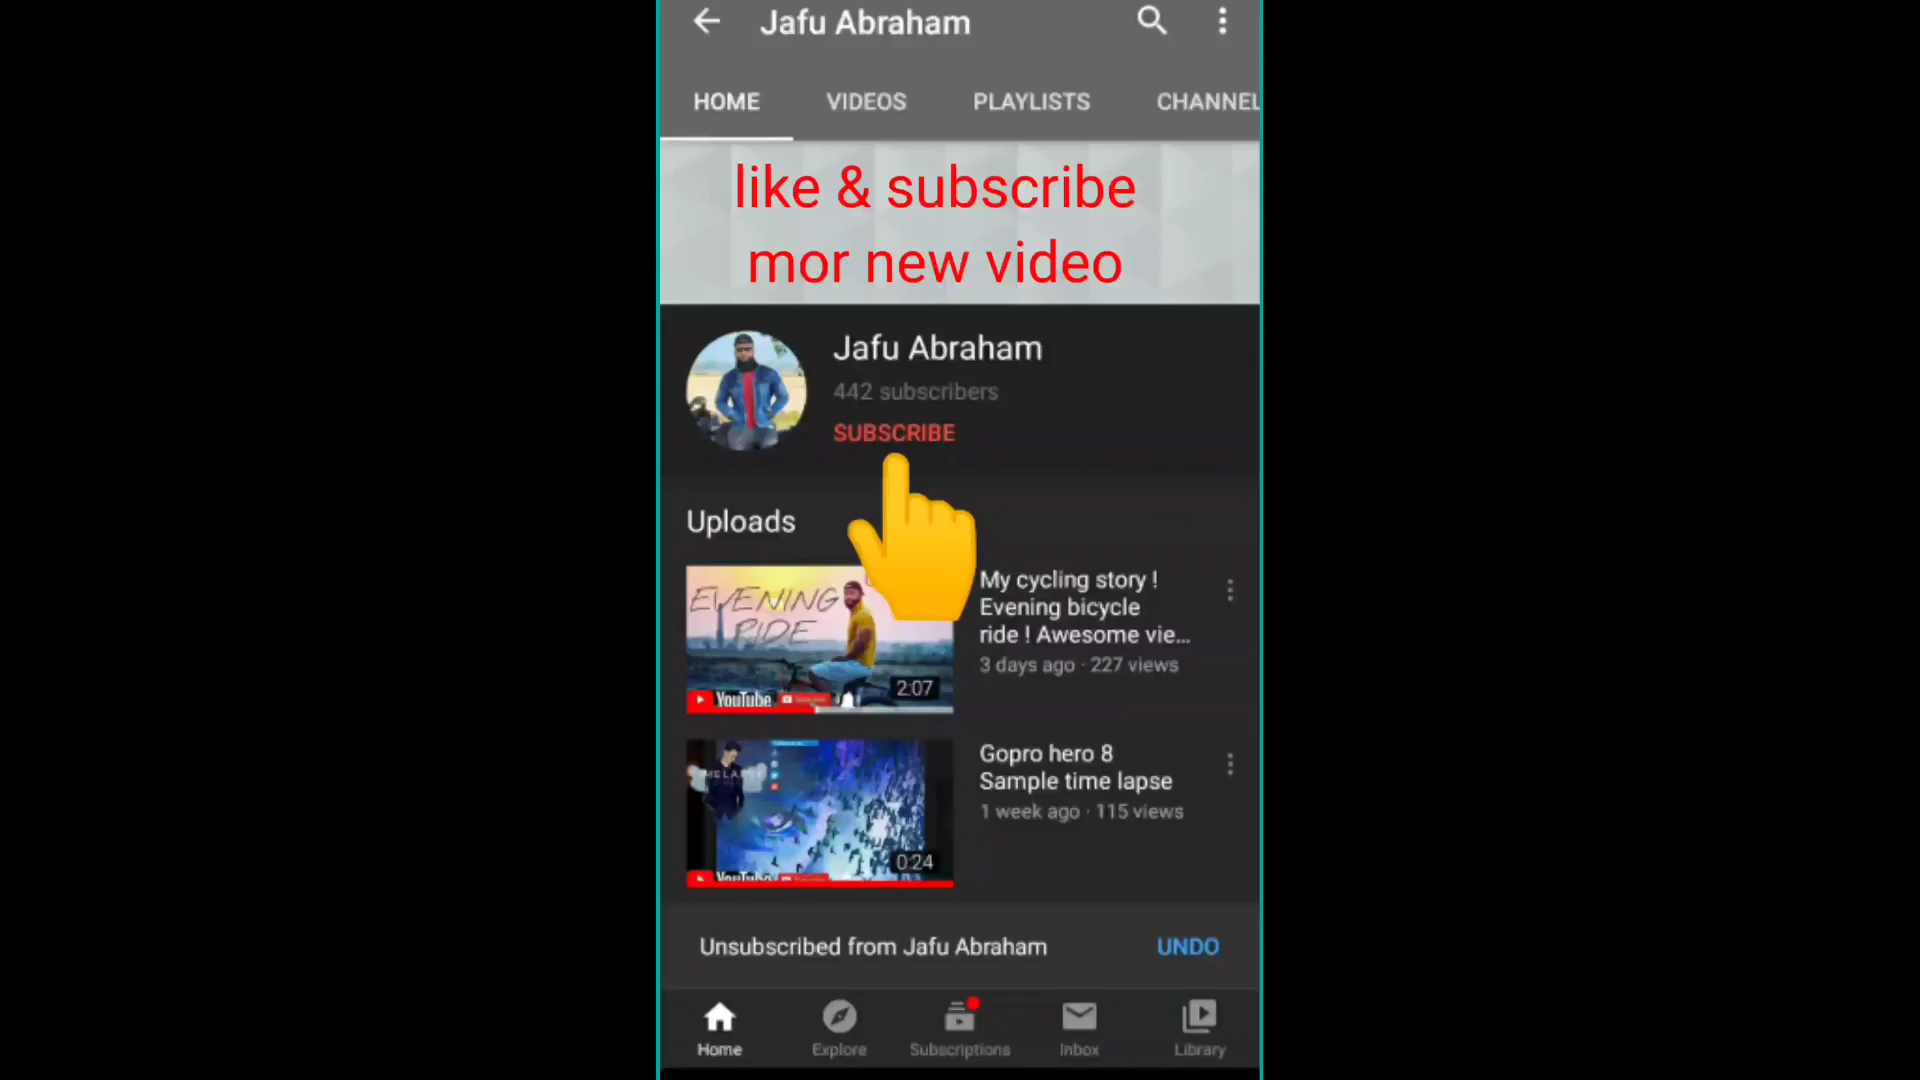 Jafu Abraham
HOME VIDEOS PLAYLISTS CHANNEL
like & subscribe
mor new video
Jafu Abraham
442 subscribers
SUBSCRIBE
Uploads
EVENING
RIDE
YouTube
2:07
My cycling story !
Evening bicycle
ride ! Awesome vie...
3 days ago · 227 views
YouTube
0:24
Gopro hero 8
Sample time lapse
1 week ago · 115 views
Unsubscribed from Jafu Abraham UNDO
Home Explore Subscriptions Inbox Library